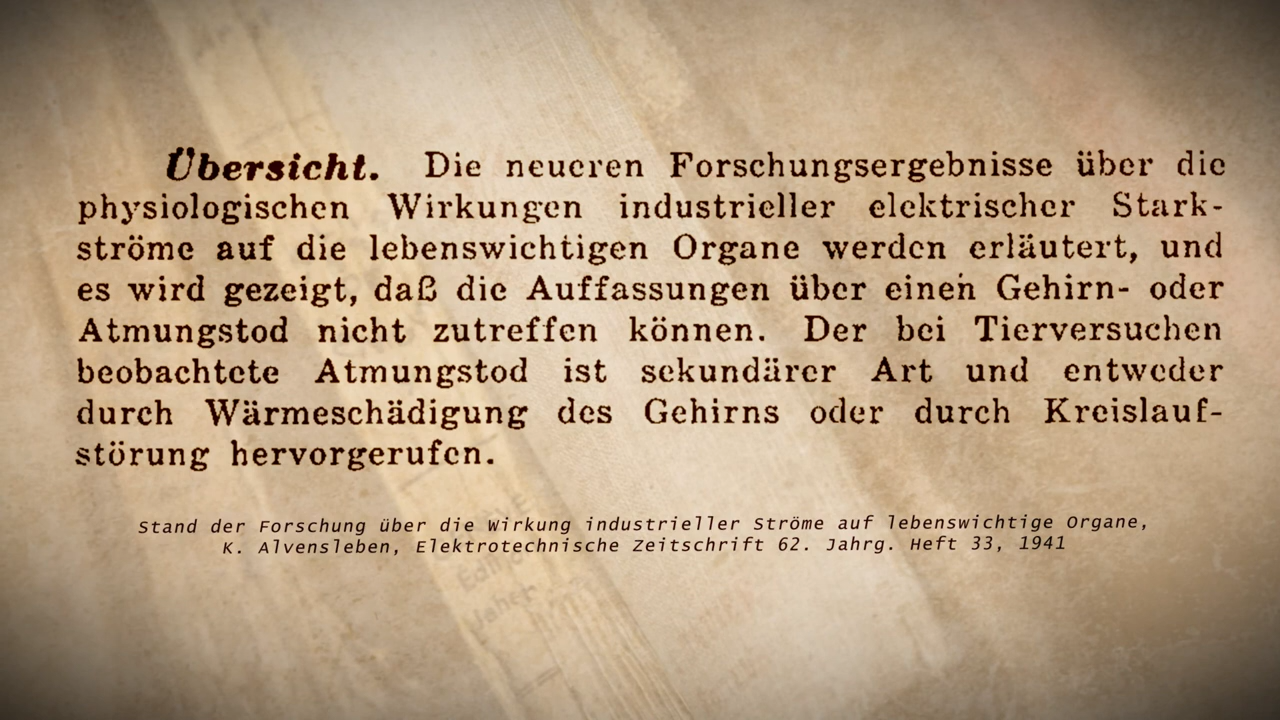 Übersicht. Die neueren Forschungsergebnisse über die
physiologischen Wirkungen industrieller elektrischer Stark-
ströme auf die lebenswichtigen Organe werden erläutert, und
es wird gezeigt, daß die Auffassungen über einen Gehirn- oder
Atmungstod nicht zutreffen können. Der bei Tierversuchen
beobachtete Atmungstod ist sekundärer Art und entweder
durch Wärmeschädigung des Gehirns oder durch Kreislauf-
störung hervorgerufen.
Stand der Forschung über die Wirkung industrieller Ströme auf lebenswichtige Organe,
K. Alvensleben, Elektrotechnische Zeitschrift 62. Jahrg. Heft 33, 1941